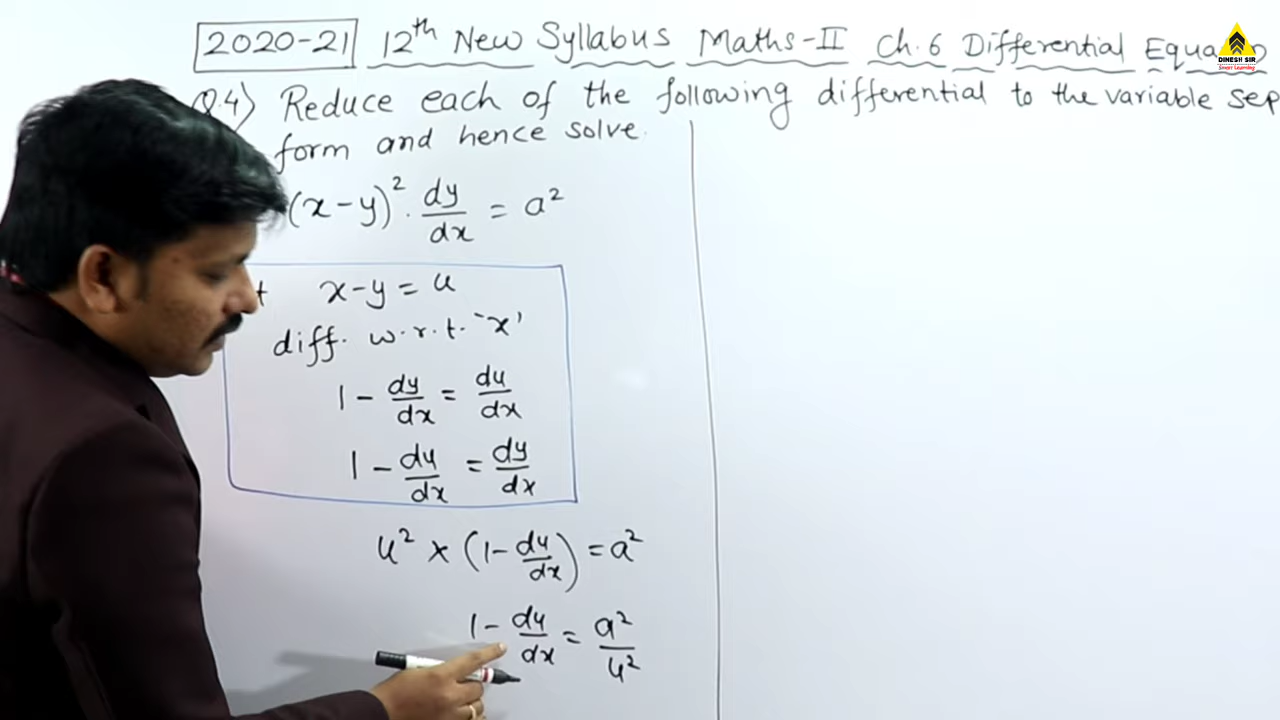 2020-21 12th New Syllabus Maths-II Ch.6 Differential
DINESH SIR
Smart Learning
Q.4) Reduce each of the following differential to the variable sep
form and hence solve.
(x-y)². dy/dx = a²
x-y = u
diff. w.r.t. 'x'
1 - dy/dx = du/dx
1 - du/dx = dy/dx
u² × (1 - du/dx) = a²
1 - du/dx = a²/u²